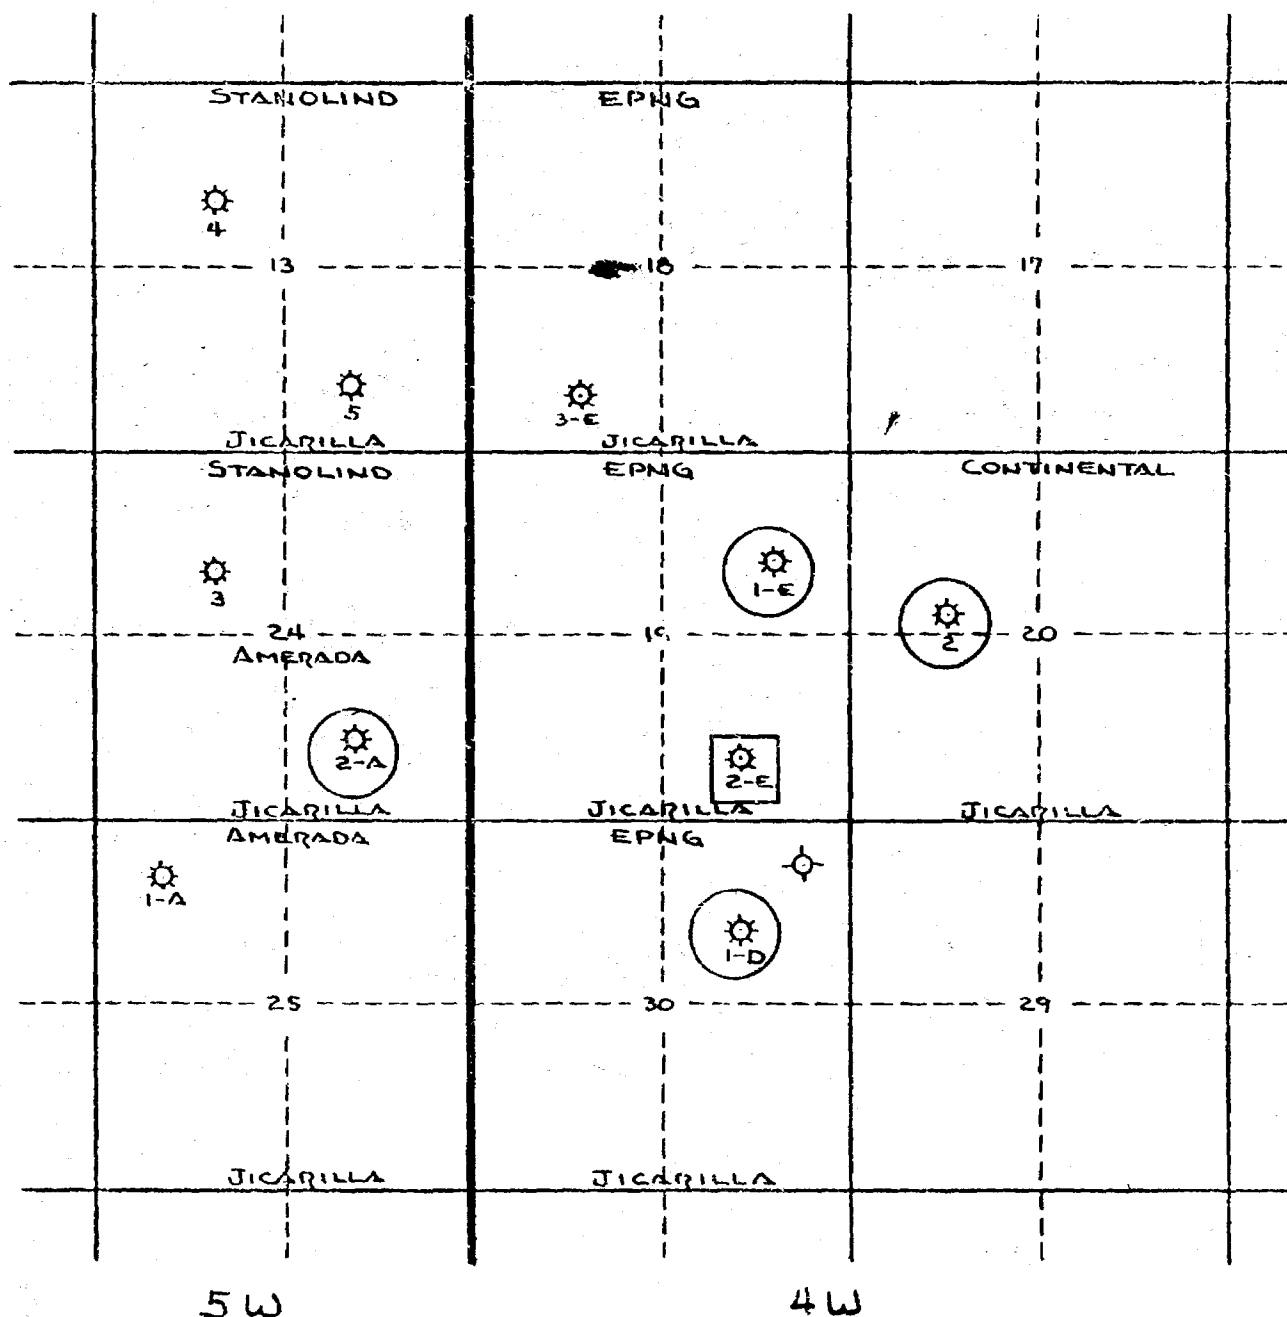 STANOLIND EPNG
4
13 18 17
5 3-E
JICARILLA JICARILLA
STANOLIND EPNG CONTINENTAL
1-E
3
2
24 19 20
AMERADA
2-A 2-E
JICARILLA JICARILLA JICARILLA
AMERADA EPNG
1-A
1-D
25 30 29
JICARILLA JICARILLA
5W 4W